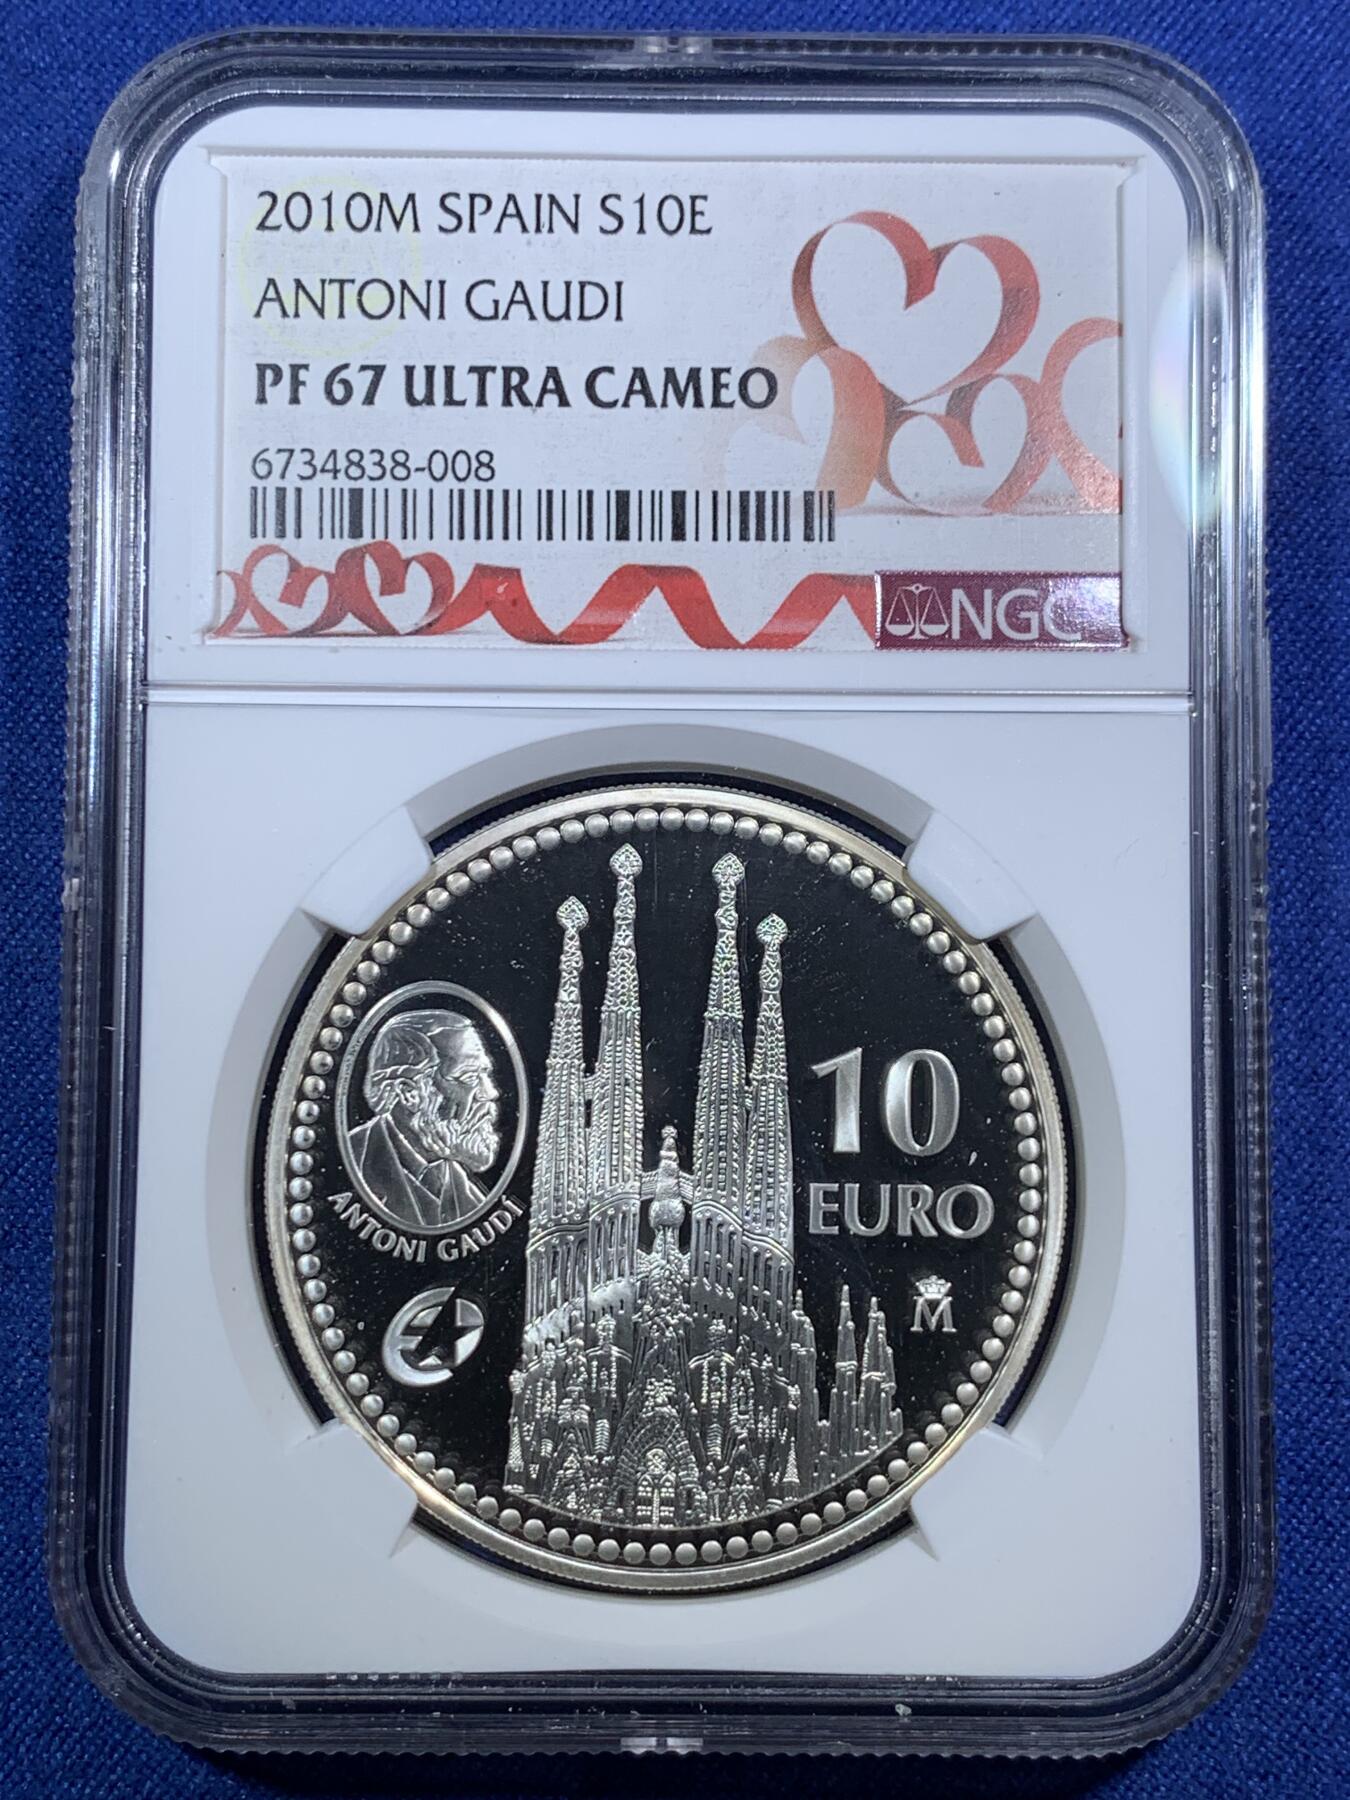 2010M SPAIN S10E
ANTONI GAUDI
PF 67 ULTRA CAMEO
6734838-008
NGC
10
EURO
ANTONI GAUDÍ
M